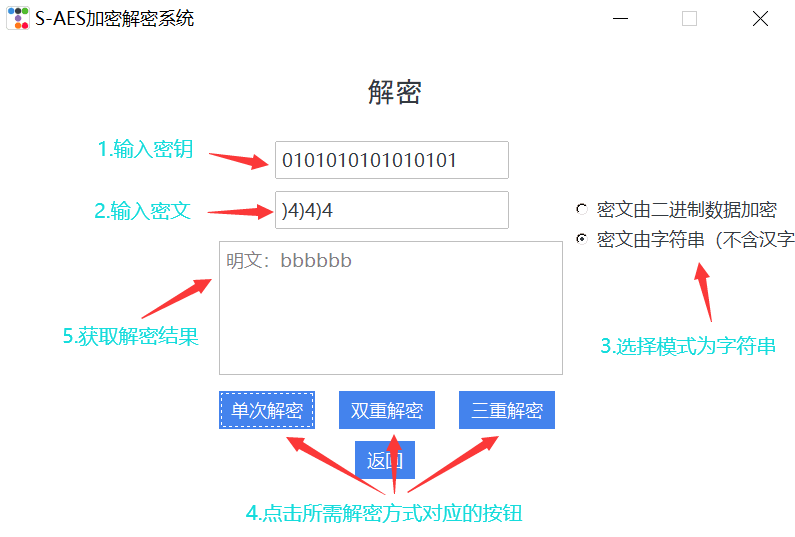 S-AES加密解密系统
解密
1.输入密钥
0101010101010101
2.输入密文
)4)4)4
密文由二进制数据加密
密文由字符串（不含汉字
明文：bbbbbb
5.获取解密结果
3.选择模式为字符串
单次解密
双重解密
三重解密
返回
4.点击所需解密方式对应的按钮